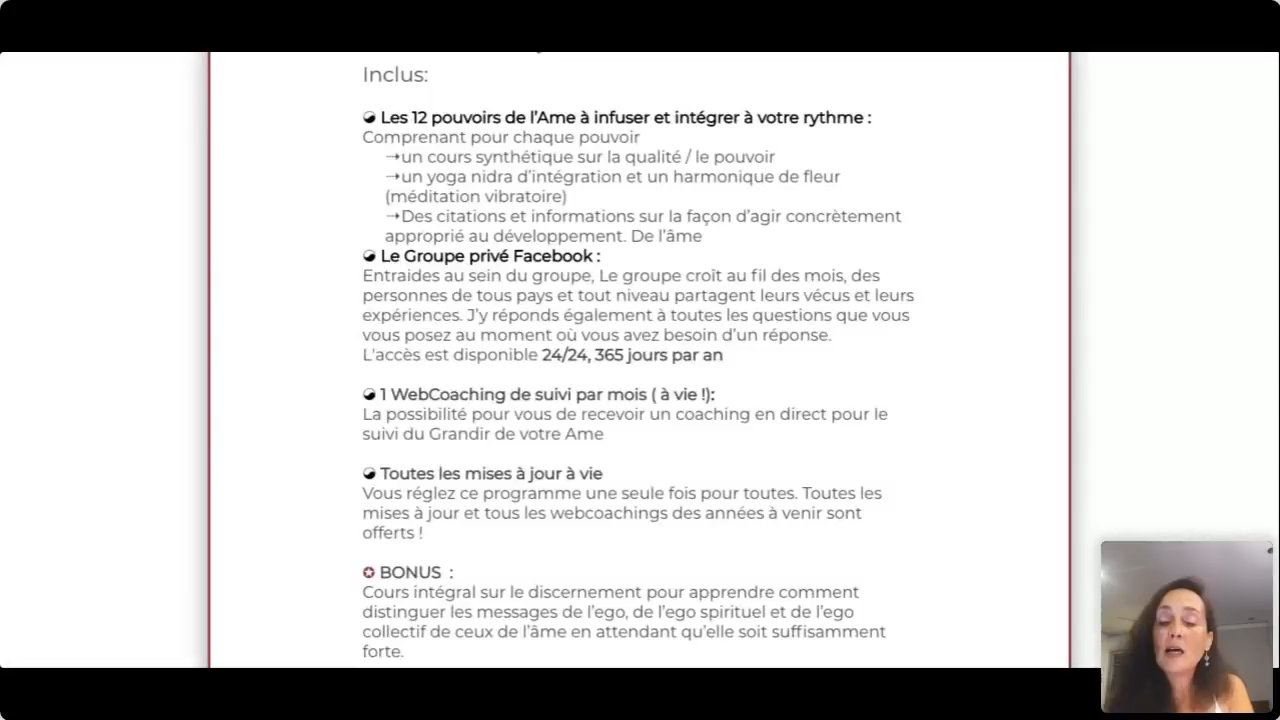 Inclus:
Les 12 pouvoirs de l'Ame à infuser et intégrer à votre rythme :
Comprenant pour chaque pouvoir
→un cours synthétique sur la qualité / le pouvoir
→un yoga nidra d'intégration et un harmonique de fleur
(méditation vibratoire)
→Des citations et informations sur la façon d'agir concrètement
approprié au développement. De l'âme
Le Groupe privé Facebook :
Entraides au sein du groupe, Le groupe croît au fil des mois, des
personnes de tous pays et tout niveau partagent leurs vécus et leurs
expériences. J'y réponds également à toutes les questions que vous
vous posez au moment où vous avez besoin d'un réponse.
L'accès est disponible 24/24, 365 jours par an
1 WebCoaching de suivi par mois ( à vie !):
La possibilité pour vous de recevoir un coaching en direct pour le
suivi du Grandir de votre Ame
Toutes les mises à jour à vie
Vous réglez ce programme une seule fois pour toutes. Toutes les
mises à jour et tous les webcoachings des années à venir sont
offerts !
✪ BONUS :
Cours intégral sur le discernement pour apprendre comment
distinguer les messages de l'ego, de l'ego spirituel et de l'ego
collectif de ceux de l'âme en attendant qu'elle soit suffisamment
forte.